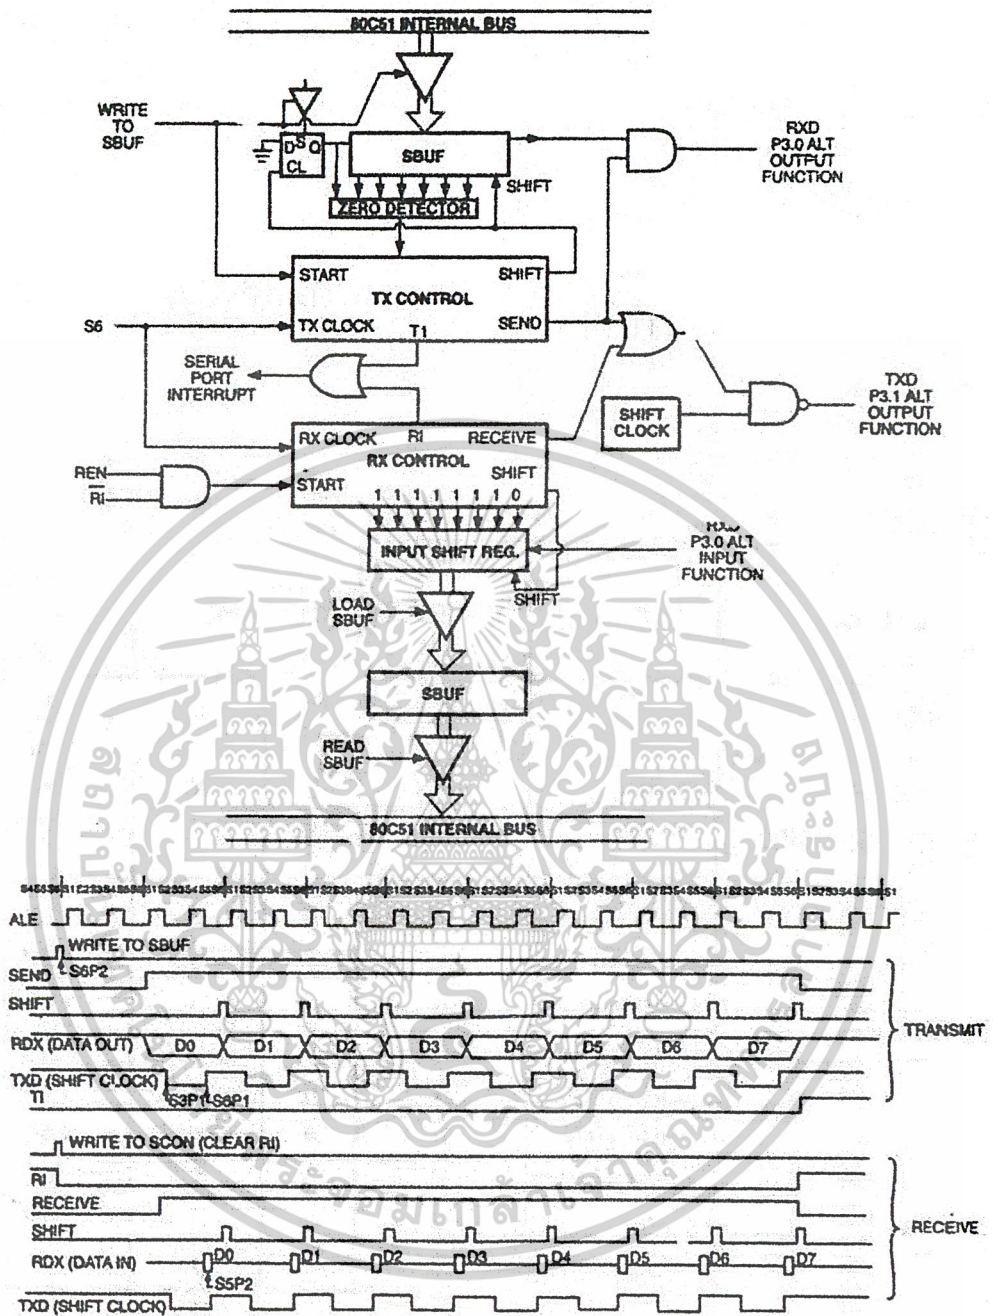 80C51 INTERNAL BUS
WRITE
TO
SBUF
D S Q
CL
SBUF
SHIFT
ZERO DETECTOR
RXD
P3.0 ALT
OUTPUT
FUNCTION
START
SHIFT
TX CONTROL
S6
TX CLOCK
T1
SEND
SERIAL
PORT
INTERRUPT
SHIFT
CLOCK
TXD
P3.1 ALT
OUTPUT
FUNCTION
RX CLOCK
RI
RECEIVE
RX CONTROL
SHIFT
REN
RI
START
1 1 1 1 1 1 1 0
INPUT SHIFT REG.
RXD
P3.0 ALT
INPUT
FUNCTION
SHIFT
LOAD
SBUF
SBUF
READ
SBUF
80C51 INTERNAL BUS
ALE
WRITE TO SBUF
S6P2
SEND
SHIFT
RDX (DATA OUT)
D0 D1 D2 D3 D4 D5 D6 D7
TRANSMIT
TXD (SHIFT CLOCK)
S3P1 S6P1
TI
WRITE TO SCON (CLEAR RI)
RI
RECEIVE
SHIFT
RECEIVE
RDX (DATA IN)
D0 D1 D2 D3 D4 D5 D6 D7
S5P2
TXD (SHIFT CLOCK)